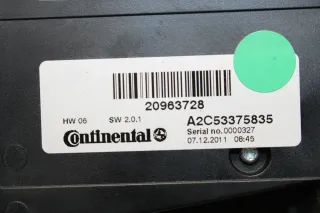 20963728
HW 06 SW 2.0.1 A2C53375835
Continental Serial no.0000327
07.12.2011 08:45